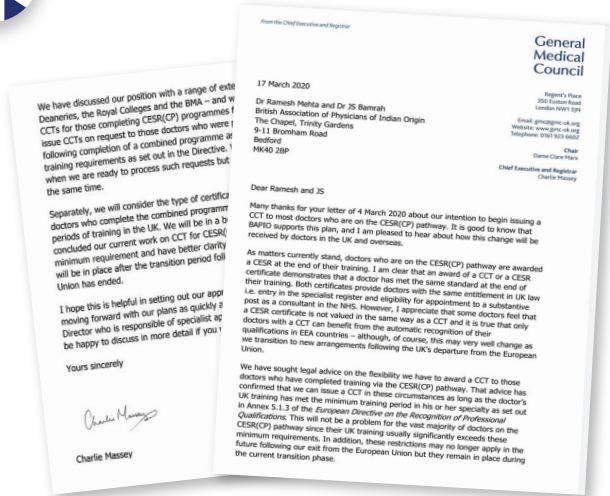 From the Chief Executive and Registrar
General
Medical
Council
17 March 2020
Dr Ramesh Mehta and Dr JS Bamrah
British Association of Physicians of Indian Origin
The Chapel, Trinity Gardens
9-11 Bromham Road
Bedford
MK40 2BP
Regent's Place
350 Euston Road
London NW1 3JN
Email: gmc@gmc-uk.org
Website: www.gmc-uk.org
Telephone: 0161 923 6602
Chair
Dame Clare Marx
Chief Executive and Registrar
Charlie Massey
Dear Ramesh and JS
Many thanks for your letter of 4 March 2020 about our intention to begin issuing a
CCT to most doctors who are on the CESR(CP) pathway. It is good to know that
BAPIO supports this plan, and I am pleased to hear about how this change will be
received by doctors in the UK and overseas.
As matters currently stand, doctors who are on the CESR(CP) pathway are awarded
a CESR at the end of their training. I am clear that an award of a CCT or a CESR
certificate demonstrates that a doctor has met the same standard at the end of
their training. Both certificates provide doctors with the same entitlement in UK law
i.e. entry in the specialist register and eligibility for appointment to a substantive
post as a consultant in the NHS. However, I appreciate that some doctors feel that
a CESR certificate is not valued in the same way as a CCT and it is true that only
doctors with a CCT can benefit from the automatic recognition of their
qualifications in EEA countries – although, of course, this may very well change as
we transition to new arrangements following the UK's departure from the European
Union.
We have sought legal advice on the flexibility we have to award a CCT to those
doctors who have completed training via the CESR(CP) pathway. That advice has
confirmed that we can issue a CCT in these circumstances as long as the doctor's
UK training has met the minimum training period in his or her specialty as set out
in Annex 5.1.3 of the European Directive on the Recognition of Professional
Qualifications. This will not be a problem for the vast majority of doctors on the
CESR(CP) pathway since their UK training usually significantly exceeds these
minimum requirements. In addition, these restrictions may no longer apply in the
future following our exit from the European Union but they remain in place during
the current transition phase.
We have discussed our position with a range of exte
Deaneries, the Royal Colleges and the BMA – and w
CCTs for those completing CESR(CP) programmes f
issue CCTs on request to those doctors who were p
following completion of a combined programme as
training requirements as set out in the Directive. W
when we are ready to process such requests but
the same time.
Separately, we will consider the type of certifica
doctors who complete the combined programm
periods of training in the UK. We will be in a b
concluded our current work on CCT for CESR(
minimum requirement and have better clarity
will be in place after the transition period foll
Union has ended.
I hope this is helpful in setting out our appr
moving forward with our plans as quickly a
Director who is responsible of specialist ap
be happy to discuss in more detail if you
Yours sincerely
Charlie Massey
Charlie Massey